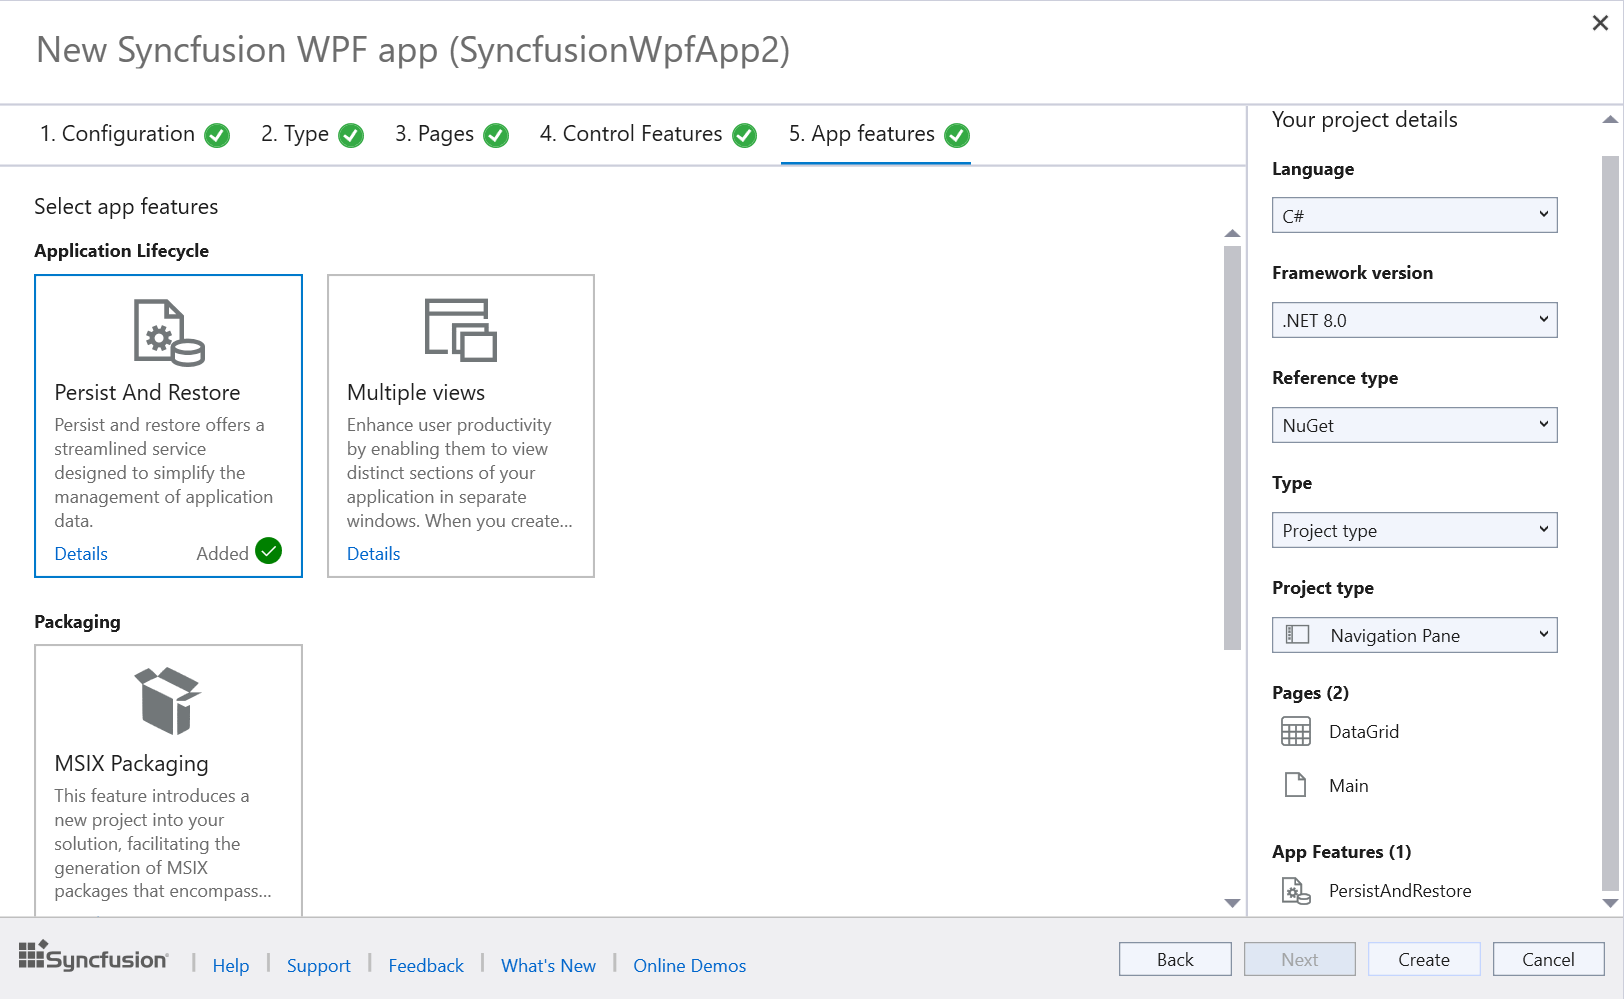 New Syncfusion WPF app (SyncfusionWpfApp2)
1. Configuration
2. Type
3. Pages
4. Control Features
5. App features
Select app features
Application Lifecycle
Persist And Restore
Persist and restore offers a
streamlined service
designed to simplify the
management of application
data.
Details
Added
Multiple views
Enhance user productivity
by enabling them to view
distinct sections of your
application in separate
windows. When you create...
Details
Packaging
MSIX Packaging
This feature introduces a
new project into your
solution, facilitating the
generation of MSIX
packages that encompass...
Your project details
Language
C#
Framework version
.NET 8.0
Reference type
NuGet
Type
Project type
Project type
Navigation Pane
Pages (2)
DataGrid
Main
App Features (1)
PersistAndRestore
Syncfusion
Help
Support
Feedback
What's New
Online Demos
Back
Next
Create
Cancel